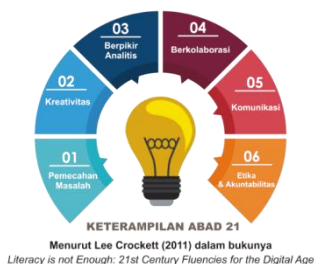 01
Pemecahan
Masalah
02
Kreativitas
03
Berpikir
Analitis
04
Berkolaborasi
05
Komunikasi
06
Etika
& Akuntabilitas
KETERAMPILAN ABAD 21
Menurut Lee Crockett (2011) dalam bukunya
Literacy is not Enough: 21st Century Fluencies for the Digital Age